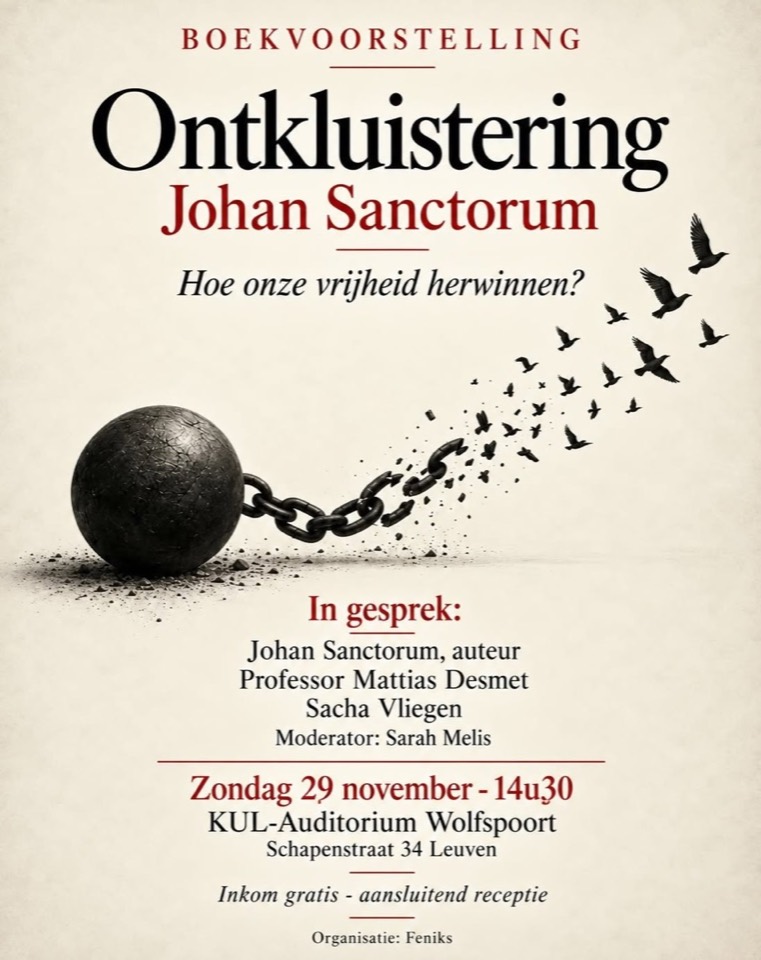 BOEKVOORSTELLING
Ontkluistering
Johan Sanctorum
Hoe onze vrijheid herwinnen?
In gesprek:
Johan Sanctorum, auteur
Professor Mattias Desmet
Sacha Vliegen
Moderator: Sarah Melis
Zondag 29 november - 14u30
KUL-Auditorium Wolfspoort
Schapenstraat 34 Leuven
Inkom gratis - aansluitend receptie
Organisatie: Feniks